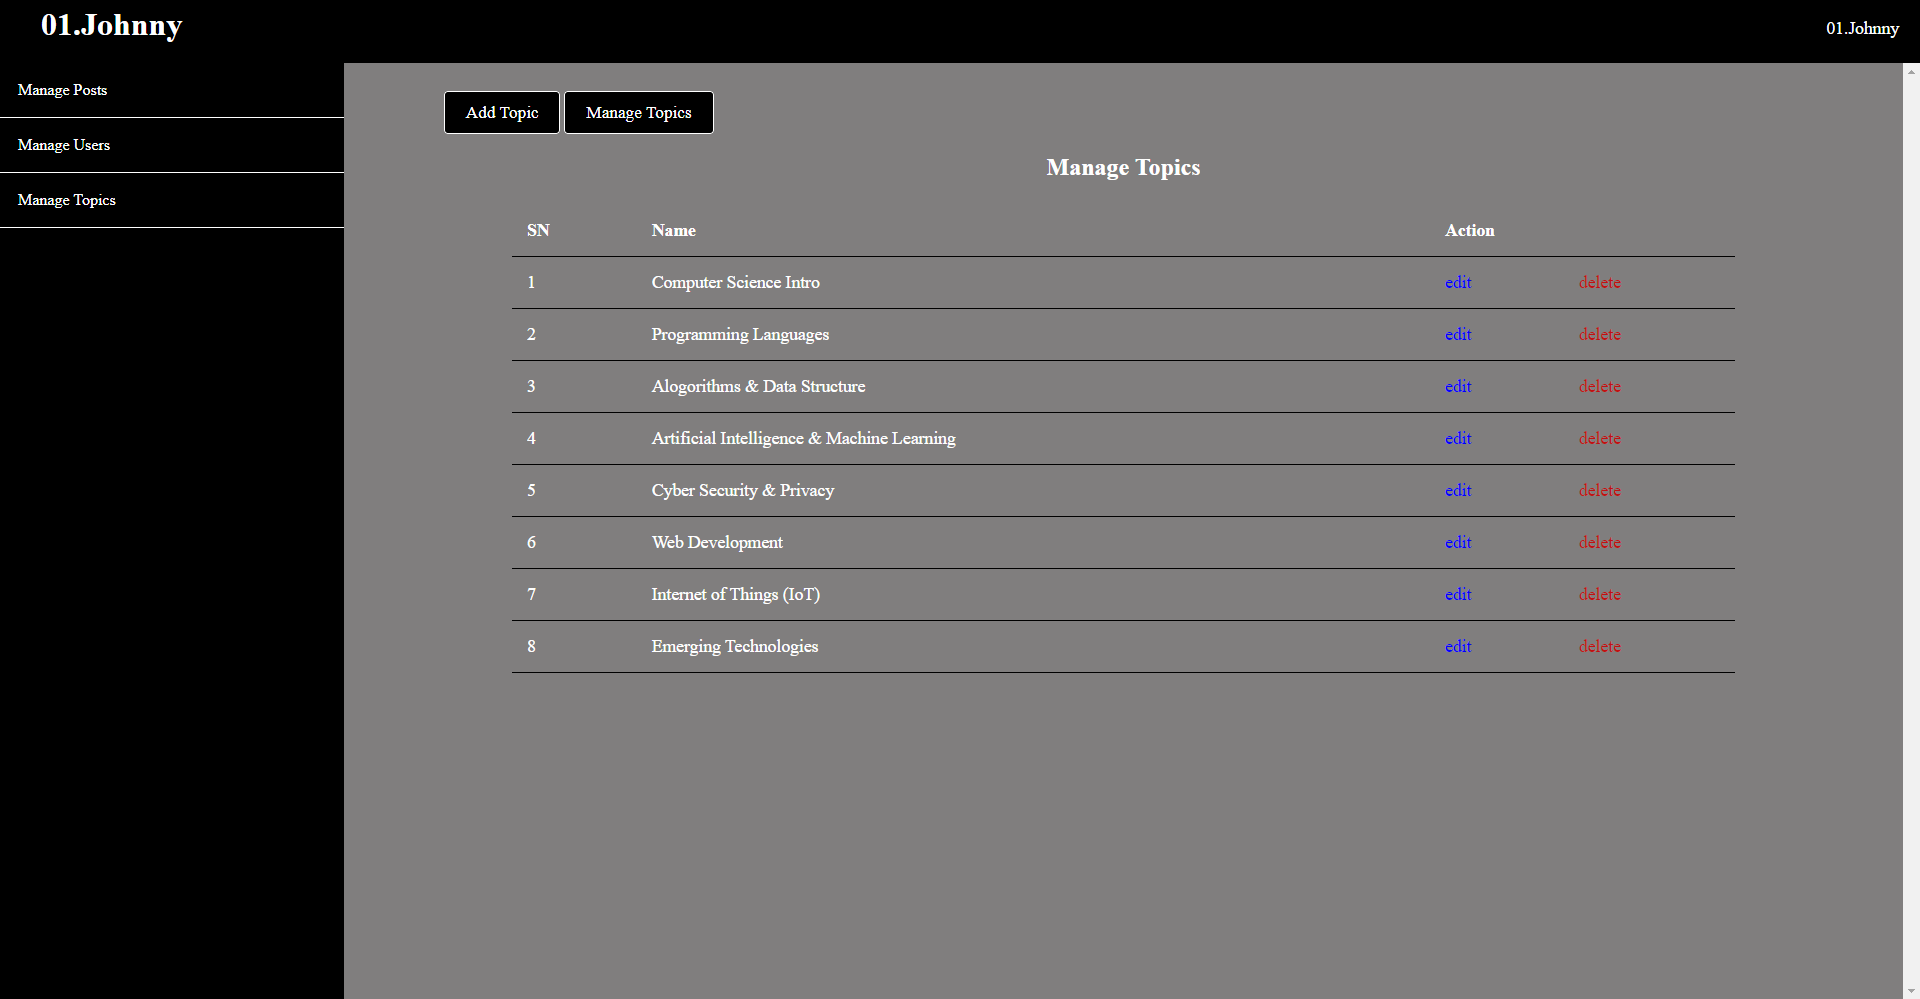 01.Johnny
01.Johnny
Manage Posts
Manage Users
Manage Topics
Add Topic Manage Topics
Manage Topics
SN Name Action
1 Computer Science Intro edit delete
2 Programming Languages edit delete
3 Alogorithms & Data Structure edit delete
4 Artificial Intelligence & Machine Learning edit delete
5 Cyber Security & Privacy edit delete
6 Web Development edit delete
7 Internet of Things (IoT) edit delete
8 Emerging Technologies edit delete